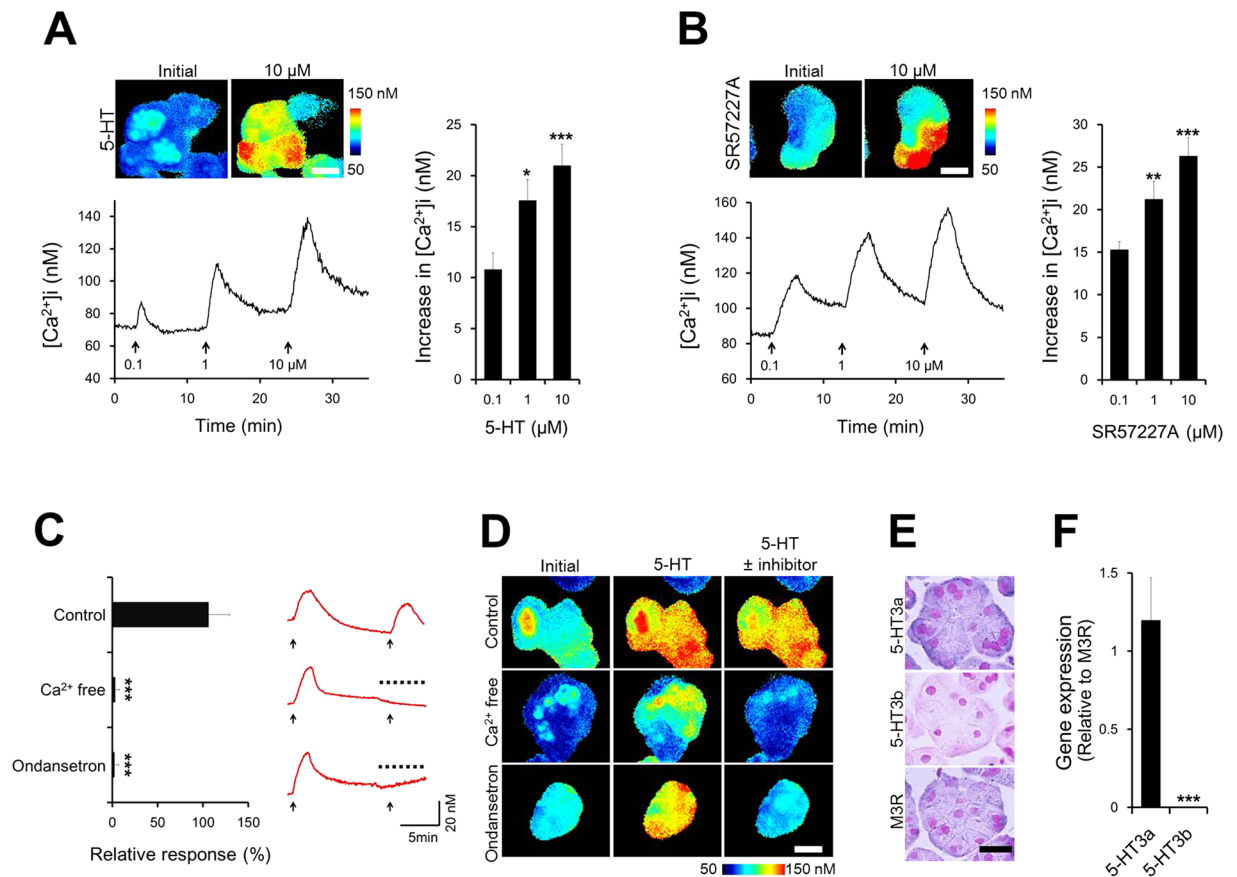 A
Initial
10 µM
5-HT
150 nM
50
[Ca²⁺]i (nM)
140
120
100
80
60
40
0.1
1
10 µM
0
10
20
30
Time (min)
Increase in [Ca²⁺]i (nM)
25
20
15
10
5
0
*
***
0.1
1
10
5-HT (µM)
B
Initial
10 µM
SR57227A
150 nM
50
[Ca²⁺]i (nM)
160
140
120
100
80
60
0.1
1
10 µM
0
10
20
30
Time (min)
Increase in [Ca²⁺]i (nM)
30
25
20
15
10
5
0
**
***
0.1
1
10
SR57227A (µM)
C
Control
Ca²⁺ free
***
Ondansetron
***
0
50
100
150
Relative response (%)
20 nM
5min
D
Initial
5-HT
5-HT
± inhibitor
Control
Ca²⁺ free
Ondansetron
50
150 nM
E
5-HT3a
5-HT3b
M3R
F
Gene expression
(Relative to M3R)
1.5
1
0.5
0
***
5-HT3a
5-HT3b